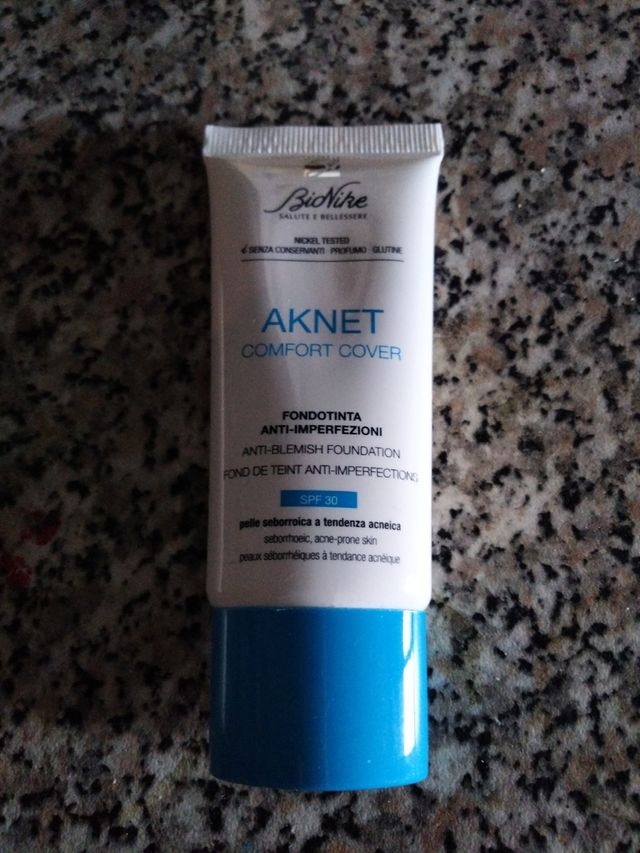 BioNike
SALUTE E BELLESSERE
NICKEL TESTED
SENZA CONSERVANTI · PROFUMO · GLUTINE
AKNET
COMFORT COVER
FONDOTINTA
ANTI-IMPERFEZIONI
ANTI-BLEMISH FOUNDATION
FOND DE TEINT ANTI-IMPERFECTIONS
SPF 30
pelle seborroica a tendenza acneica
seborrhoeic, acne-prone skin
peaux séborrhéiques à tendance acnéique